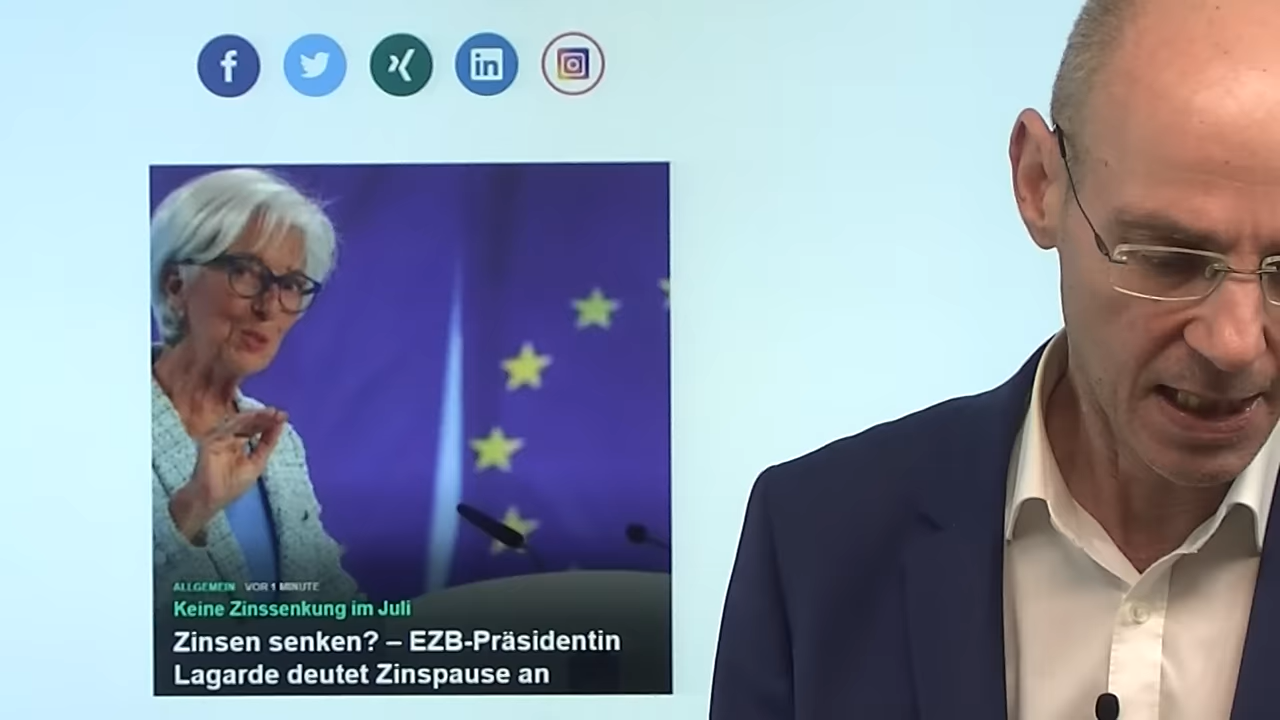 ALLGEMEIN VOR 1 MINUTE
Keine Zinssenkung im Juli
Zinsen senken? – EZB-Präsidentin
Lagarde deutet Zinspause an